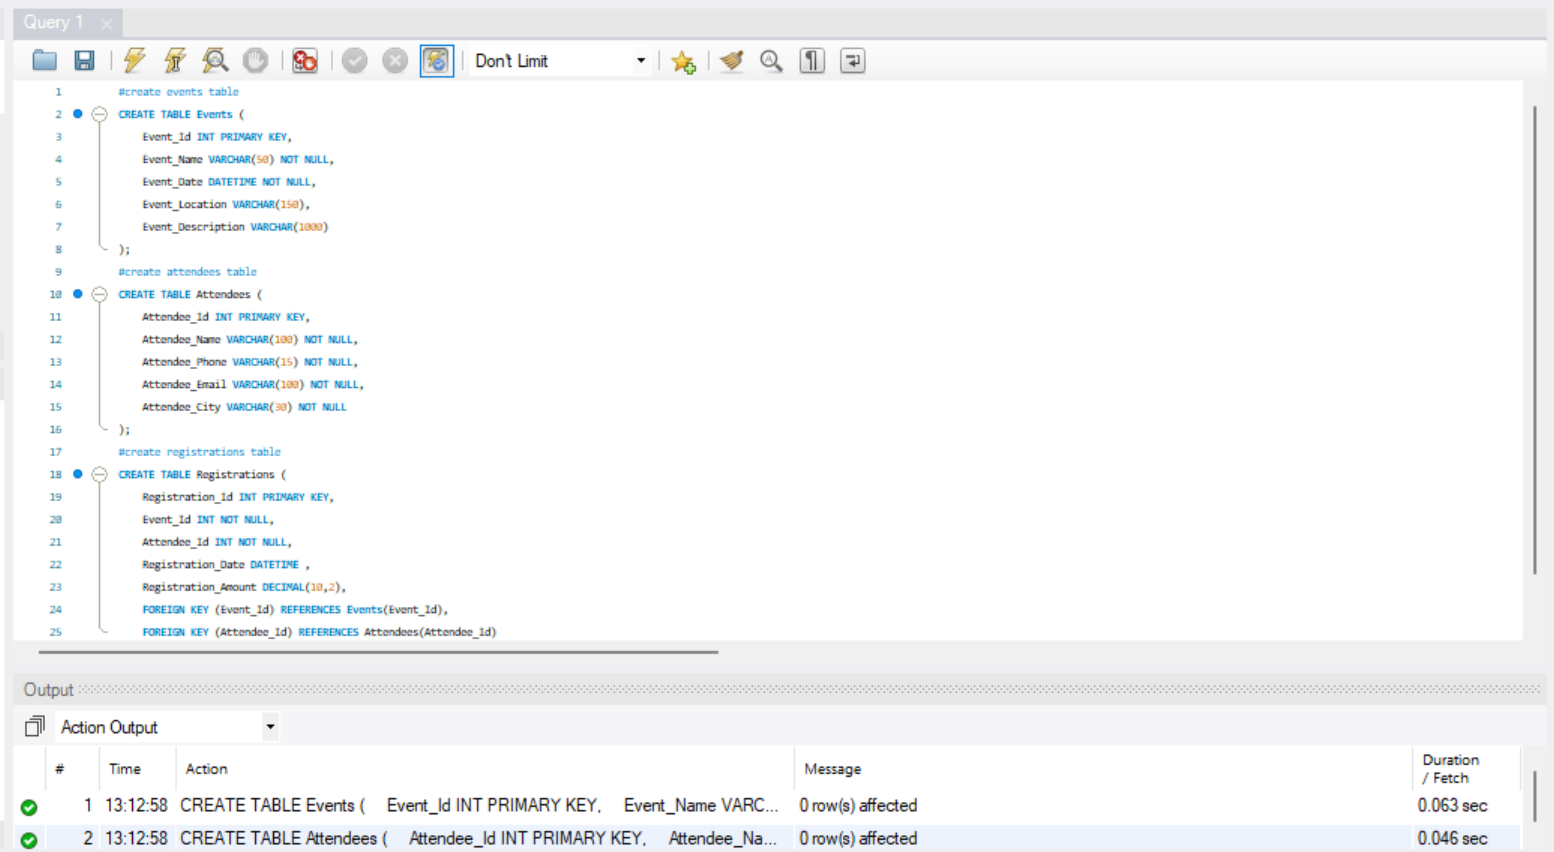 Query 1 ×
Don't Limit
1 #create events table
2 CREATE TABLE Events (
3 Event_Id INT PRIMARY KEY,
4 Event_Name VARCHAR(50) NOT NULL,
5 Event_Date DATETIME NOT NULL,
6 Event_Location VARCHAR(150),
7 Event_Description VARCHAR(1000)
8 );
9 #create attendees table
10 CREATE TABLE Attendees (
11 Attendee_Id INT PRIMARY KEY,
12 Attendee_Name VARCHAR(100) NOT NULL,
13 Attendee_Phone VARCHAR(15) NOT NULL,
14 Attendee_Email VARCHAR(100) NOT NULL,
15 Attendee_City VARCHAR(30) NOT NULL
16 );
17 #create registrations table
18 CREATE TABLE Registrations (
19 Registration_Id INT PRIMARY KEY,
20 Event_Id INT NOT NULL,
21 Attendee_Id INT NOT NULL,
22 Registration_Date DATETIME ,
23 Registration_Amount DECIMAL(10,2),
24 FOREIGN KEY (Event_Id) REFERENCES Events(Event_Id),
25 FOREIGN KEY (Attendee_Id) REFERENCES Attendees(Attendee_Id)
Output
Action Output
# Time Action Message Duration / Fetch
1 13:12:58 CREATE TABLE Events ( Event_Id INT PRIMARY KEY, Event_Name VARC... 0 row(s) affected 0.063 sec
2 13:12:58 CREATE TABLE Attendees ( Attendee_Id INT PRIMARY KEY, Attendee_Na... 0 row(s) affected 0.046 sec